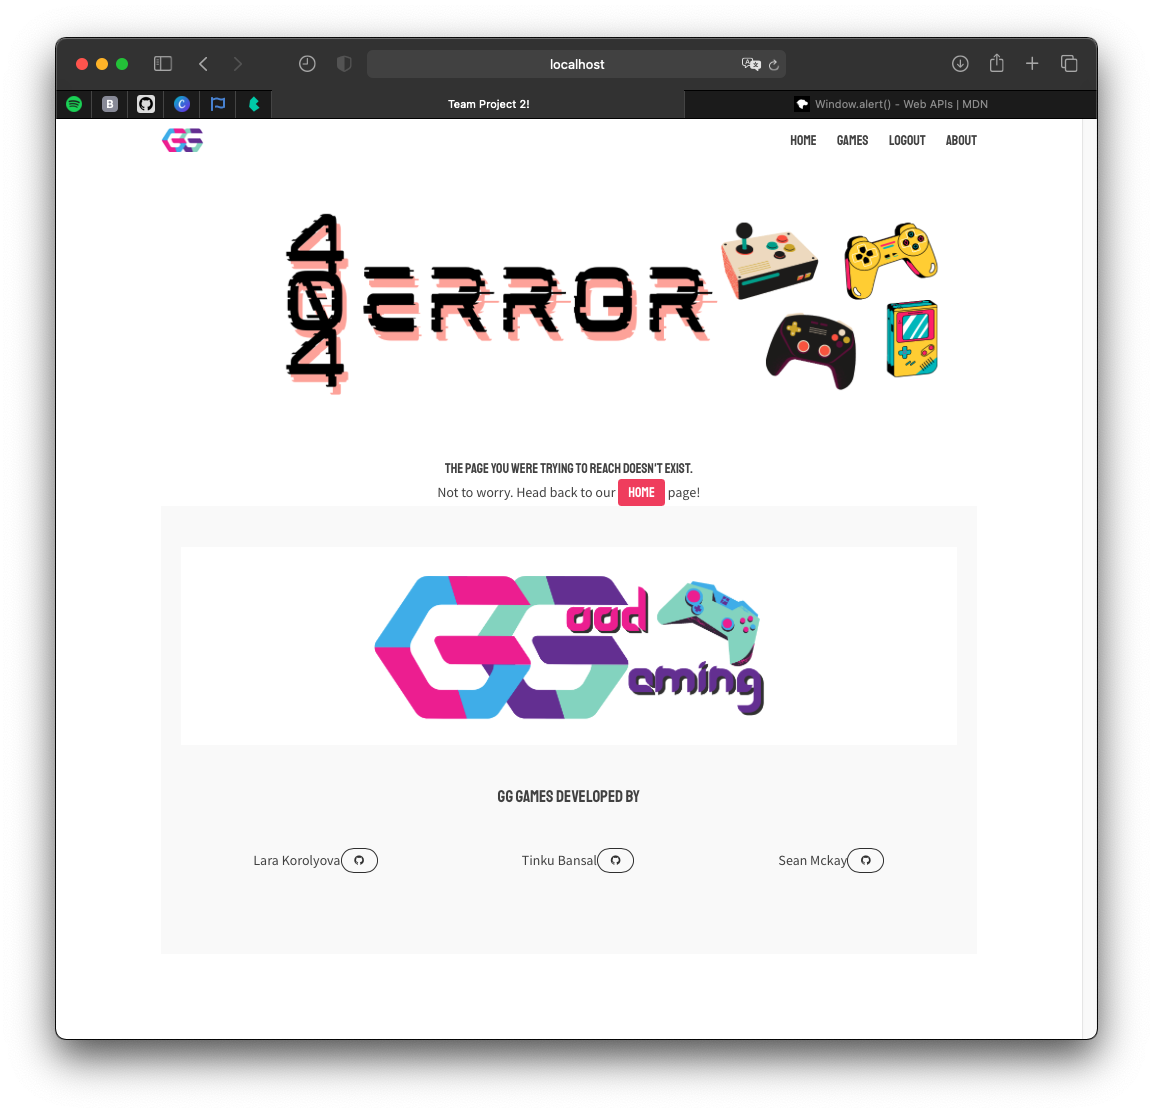 localhost
Team Project 2!
Window.alert() - Web APIs | MDN
B
C
GG
HOME
GAMES
LOGOUT
ABOUT
404 ERROR
THE PAGE YOU WERE TRYING TO REACH DOESN'T EXIST.
Not to worry. Head back to our HOME page!
GG
ood
aming
GG GAMES DEVELOPED BY
Lara Korolyova
Tinku Bansal
Sean Mckay